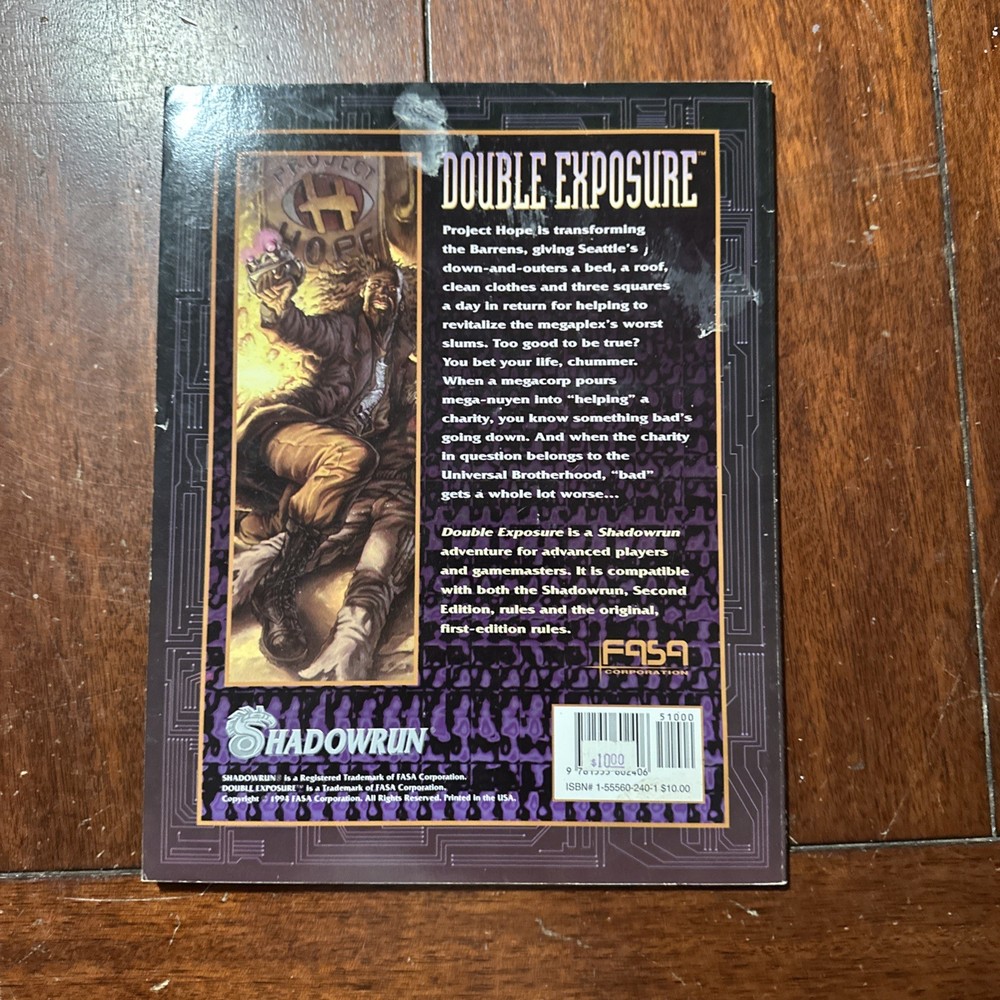 PROJECT
H
HOPE
DOUBLE EXPOSURE™
Project Hope is transforming
the Barrens, giving Seattle's
down-and-outers a bed, a roof,
clean clothes and three squares
a day in return for helping to
revitalize the megaplex's worst
slums. Too good to be true?
You bet your life, chummer.
When a megacorp pours
mega-nuyen into "helping" a
charity, you know something bad's
going down. And when the charity
in question belongs to the
Universal Brotherhood, "bad"
gets a whole lot worse...
Double Exposure is a Shadowrun
adventure for advanced players
and gamemasters. It is compatible
with both the Shadowrun, Second
Edition, rules and the original,
first-edition rules.
FASA
CORPORATION
SHADOWRUN
SHADOWRUN® is a Registered Trademark of FASA Corporation.
DOUBLE EXPOSURE™ is a Trademark of FASA Corporation.
Copyright © 1994 FASA Corporation. All Rights Reserved. Printed in the USA.
51000
$10.00
9 781555 602406
ISBN# 1-55560-240-1 $10.00